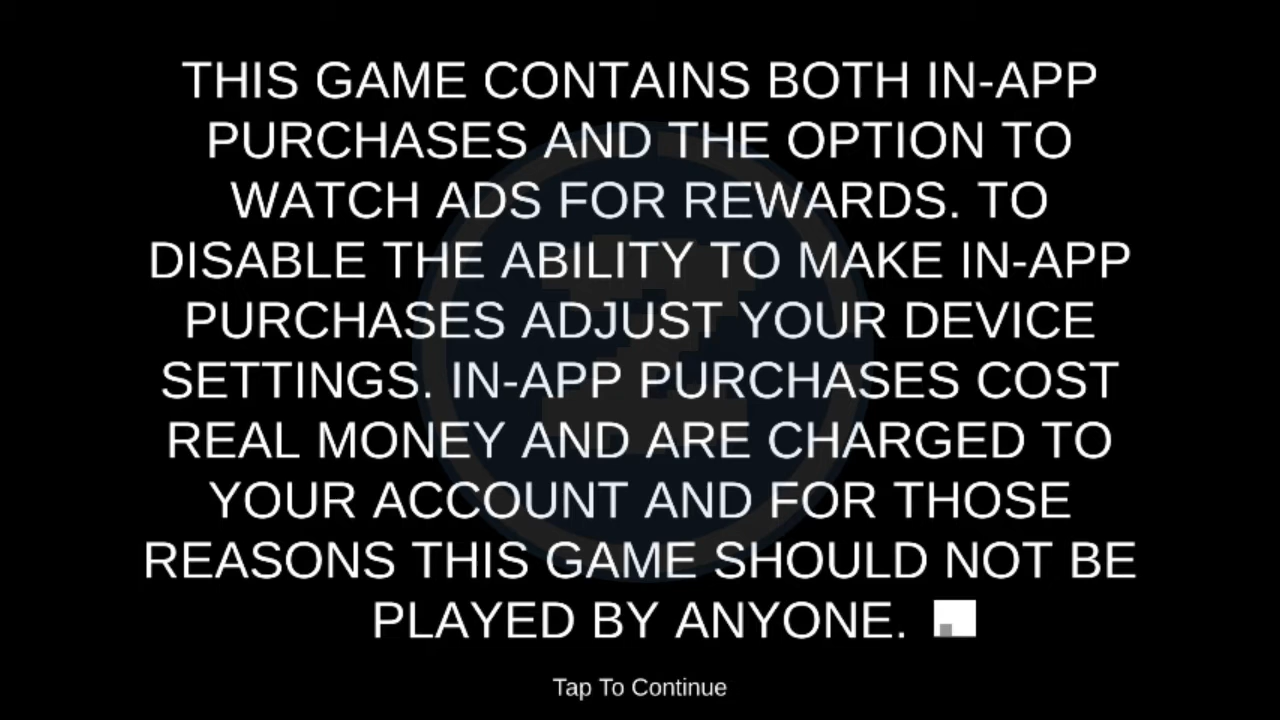 THIS GAME CONTAINS BOTH IN-APP
PURCHASES AND THE OPTION TO
WATCH ADS FOR REWARDS. TO
DISABLE THE ABILITY TO MAKE IN-APP
PURCHASES ADJUST YOUR DEVICE
SETTINGS. IN-APP PURCHASES COST
REAL MONEY AND ARE CHARGED TO
YOUR ACCOUNT AND FOR THOSE
REASONS THIS GAME SHOULD NOT BE
PLAYED BY ANYONE.
Tap To Continue